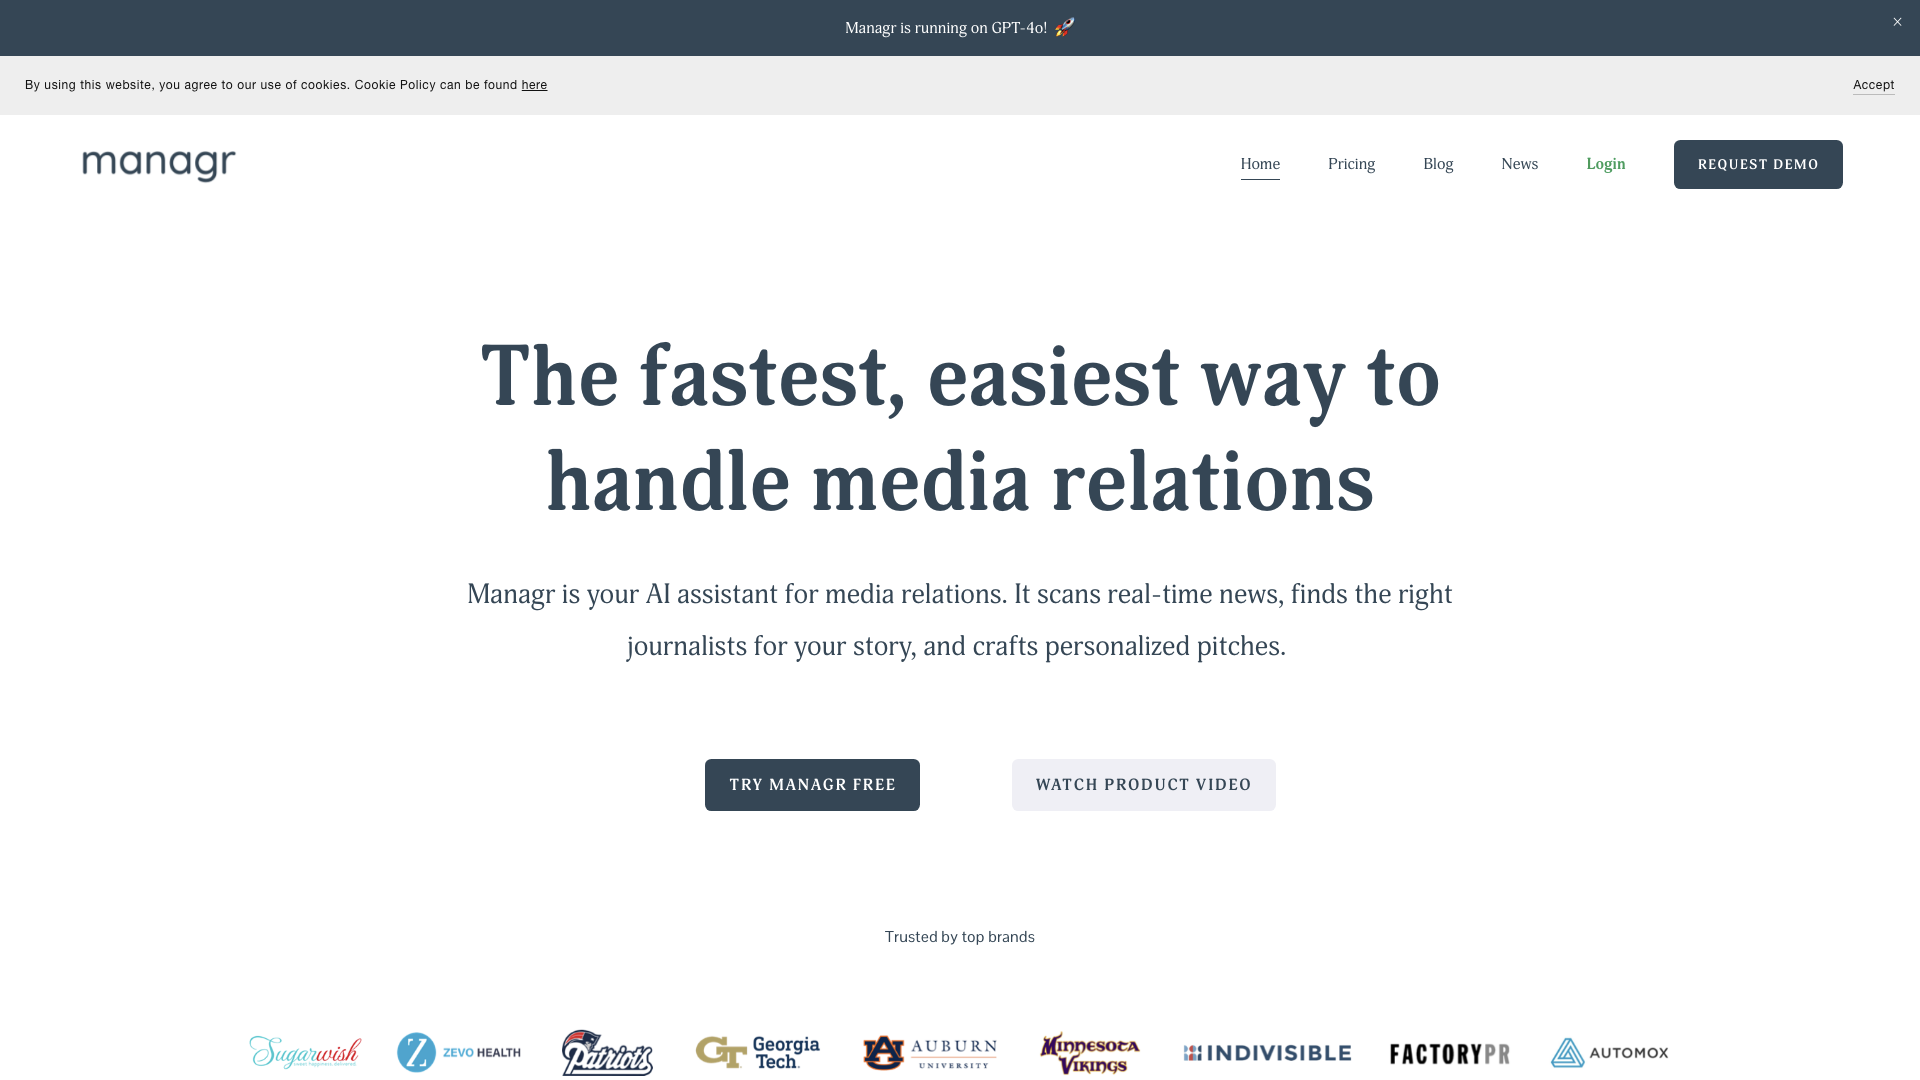 Managr is running on GPT-4o! 🚀
By using this website, you agree to our use of cookies. Cookie Policy can be found here
Accept
managr
Home
Pricing
Blog
News
Login
REQUEST DEMO
The fastest, easiest way to
handle media relations
Managr is your AI assistant for media relations. It scans real-time news, finds the right
journalists for your story, and crafts personalized pitches.
TRY MANAGR FREE
WATCH PRODUCT VIDEO
Trusted by top brands
Sugarwish
ZEVO HEALTH
Patriots
GT Georgia
Tech.
AU AUBURN
UNIVERSITY
Minnesota
Vikings
INDIVISIBLE
FACTORYPR
AUTOMOX